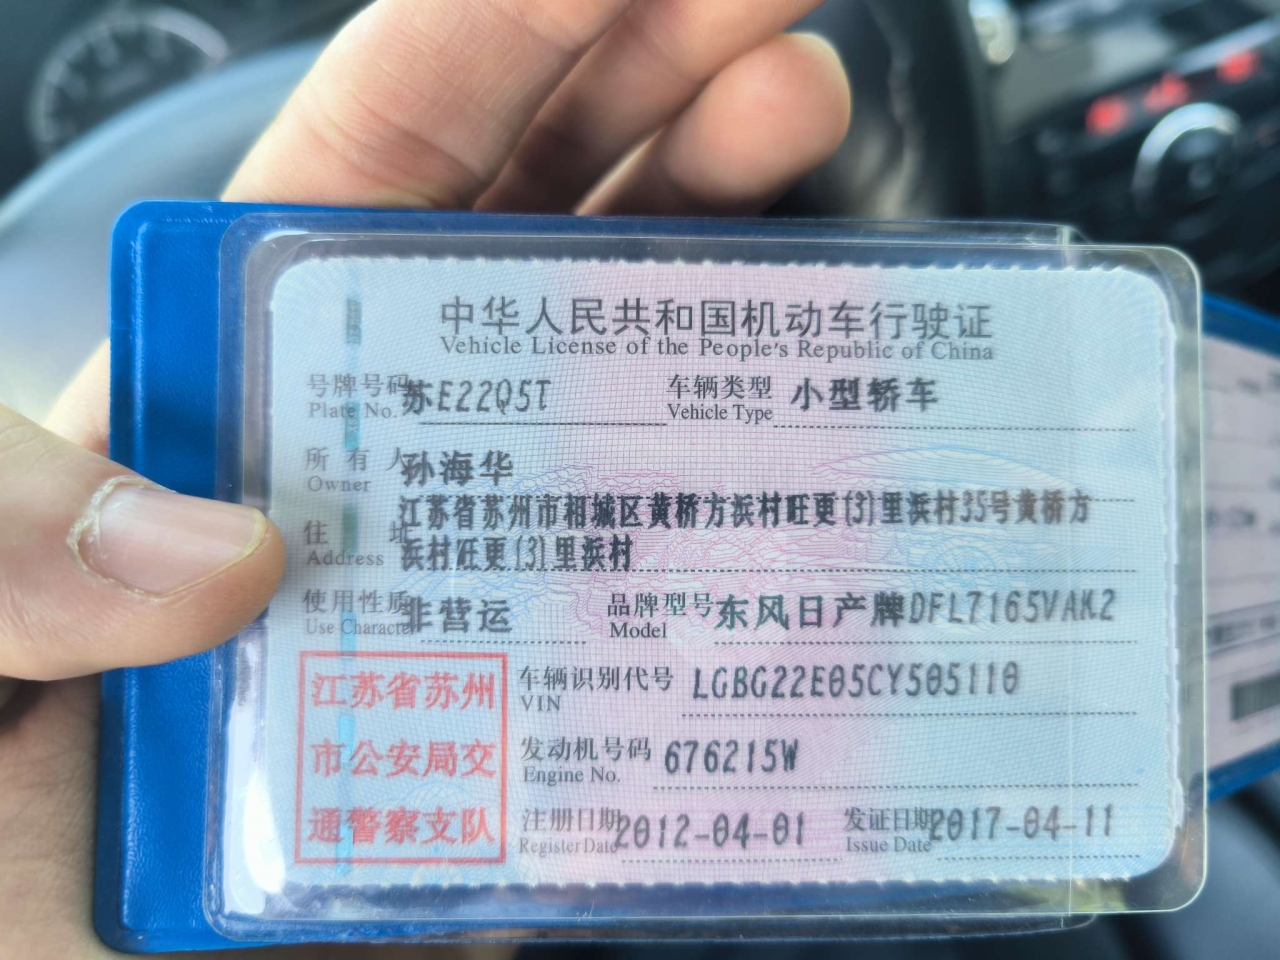 中华人民共和国机动车行驶证
Vehicle License of the People's Republic of China
号牌号码 苏E22Q5T 车辆类型 小型轿车
Plate No. Vehicle Type
所有人 孙海华
Owner
江苏省苏州市相城区黄桥方浜村旺更(3)里浜村35号黄桥方
住址 浜村旺更(3)里浜村
Address
使用性质 非营运 品牌型号 东风日产牌DFL7165VAK2
Use Character Model
江苏省苏州
市公安局交
通警察支队
车辆识别代号 LGBG22E05CY505110
VIN
发动机号码 676215W
Engine No.
注册日期 2012-04-01 发证日期 2017-04-11
Register Date Issue Date